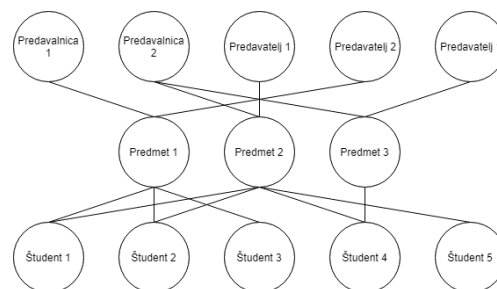 Predavalnica
1
Predavalnica
2
Predavatelj 1
Predavatelj 2
Predavatelj
Predmet 1
Predmet 2
Predmet 3
Študent 1
Študent 2
Študent 3
Študent 4
Študent 5